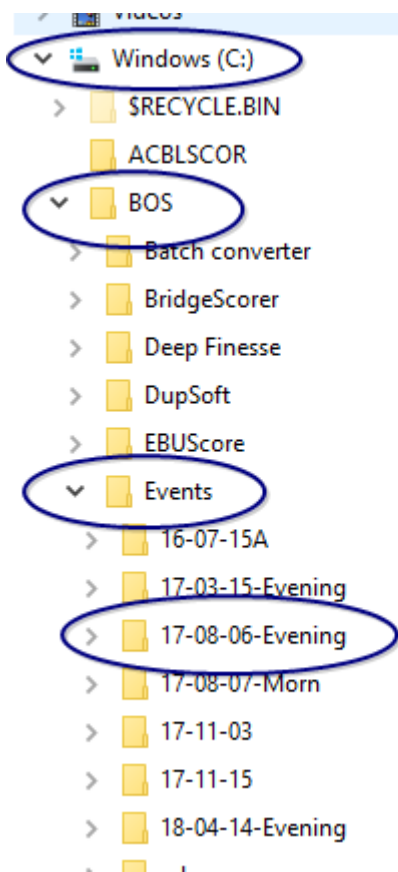 Videos
Windows (C:)
$RECYCLE.BIN
ACBLSCOR
BOS
Batch converter
BridgeScorer
Deep Finesse
DupSoft
EBUScore
Events
16-07-15A
17-03-15-Evening
17-08-06-Evening
17-08-07-Morn
17-11-03
17-11-15
18-04-14-Evening